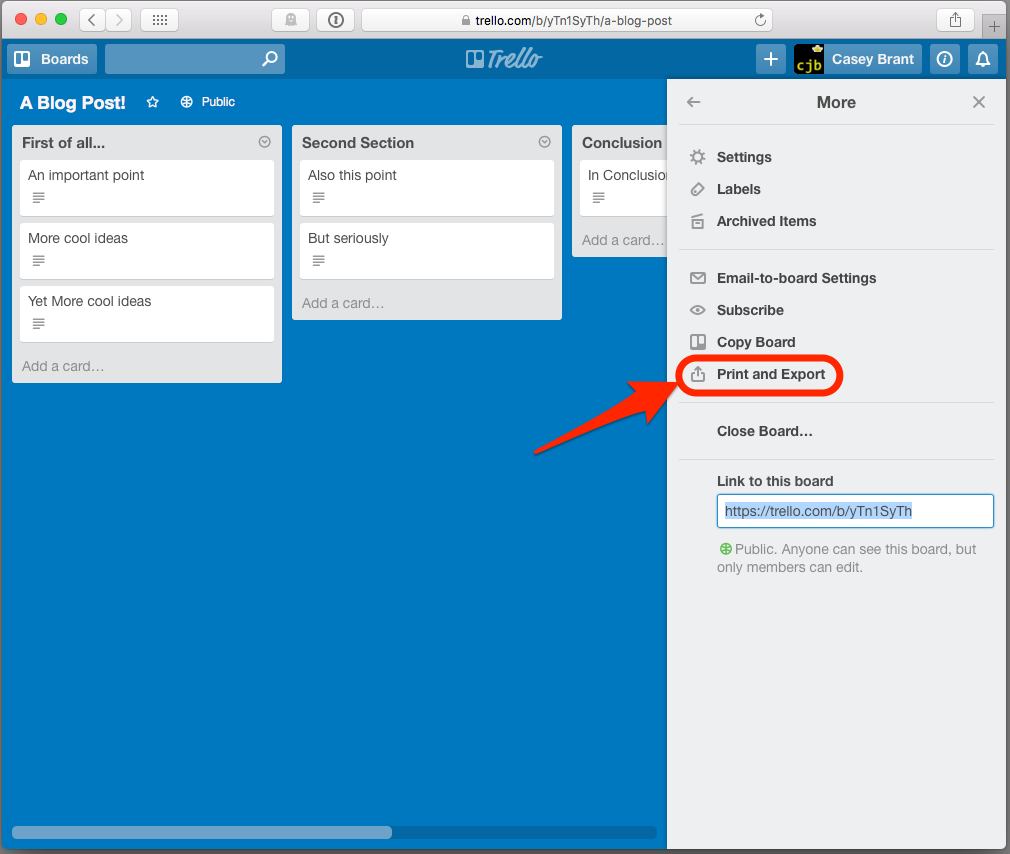 trello.com/b/yTn1SyTh/a-blog-post
Boards
Trello
cjb
Casey Brant
A Blog Post!
Public
First of all...
An important point
More cool ideas
Yet More cool ideas
Add a card…
Second Section
Also this point
But seriously
Add a card…
Conclusion
In Conclusion
Add a card…
More
Settings
Labels
Archived Items
Email-to-board Settings
Subscribe
Copy Board
Print and Export
Close Board…
Link to this board
https://trello.com/b/yTn1SyTh
Public. Anyone can see this board, but
only members can edit.